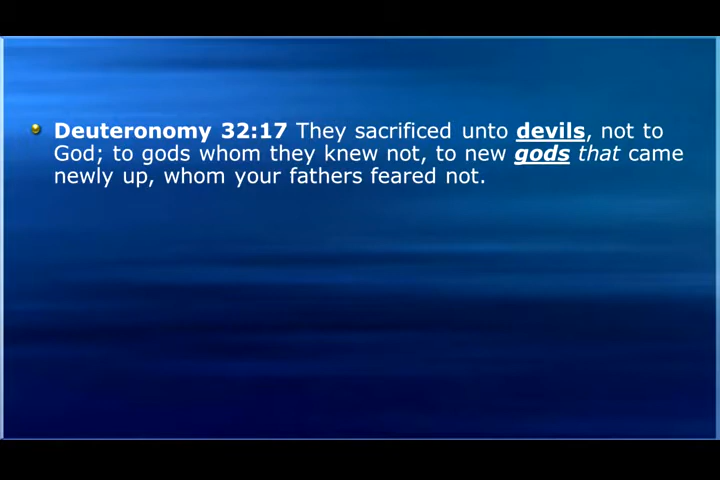 Deuteronomy 32:17 They sacrificed unto devils, not to
God; to gods whom they knew not, to new gods that came
newly up, whom your fathers feared not.